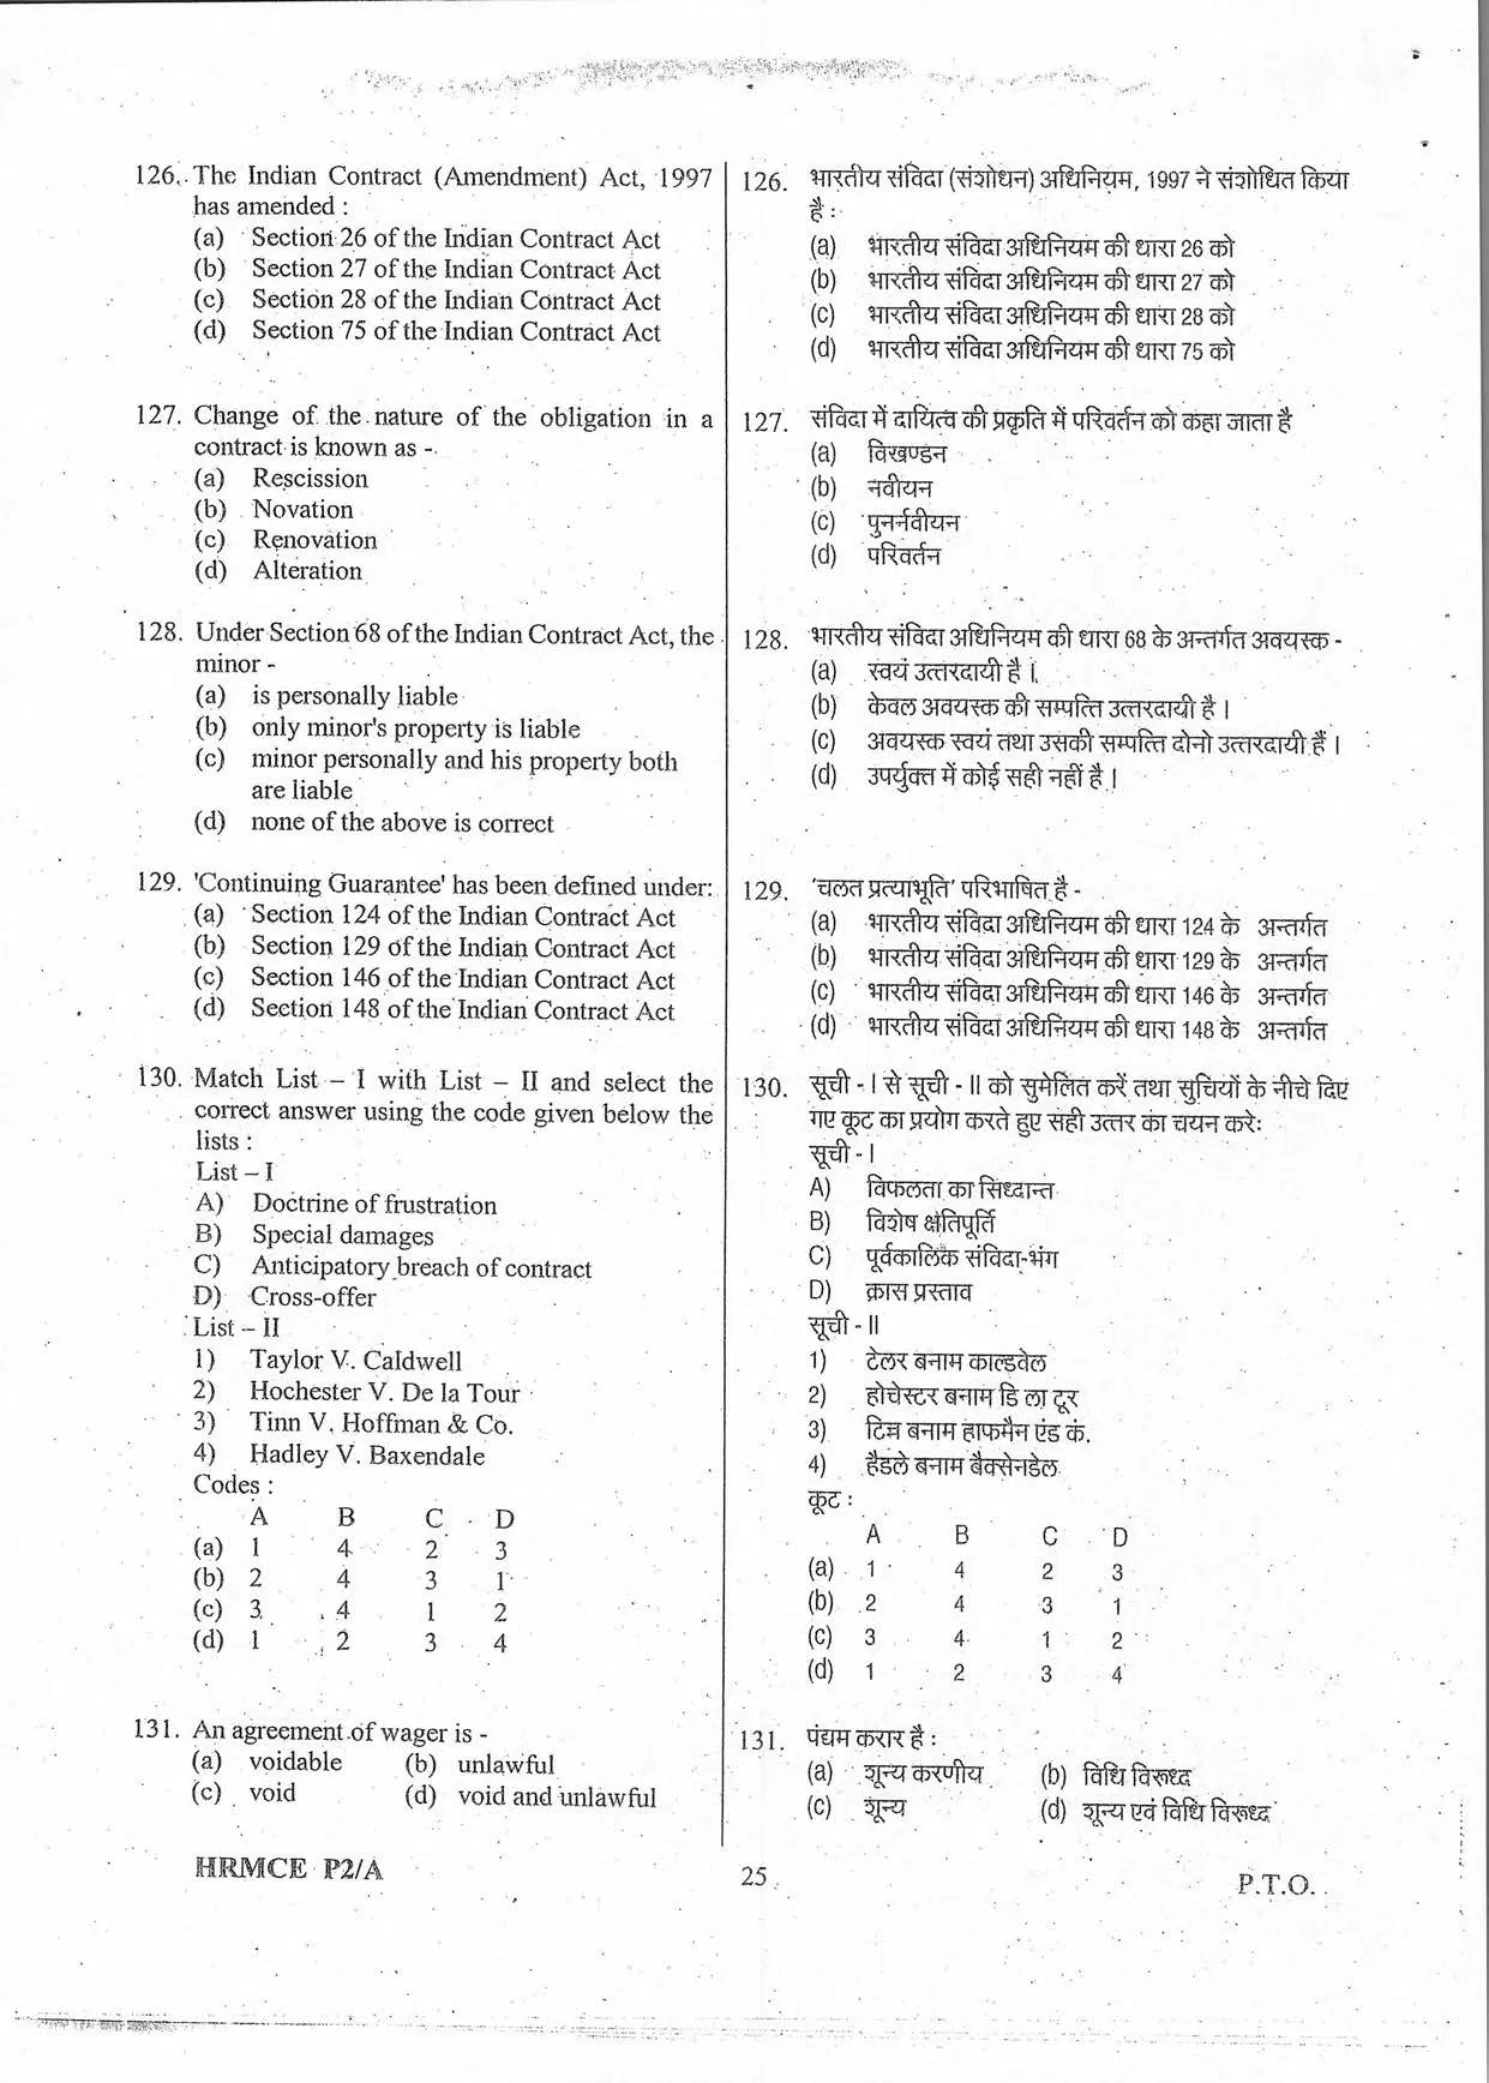 126. The Indian Contract (Amendment) Act, 1997
has amended :
(a) Section 26 of the Indian Contract Act
(b) Section 27 of the Indian Contract Act
(c) Section 28 of the Indian Contract Act
(d) Section 75 of the Indian Contract Act
127. Change of the nature of the obligation in a
contract is known as -
(a) Rescission
(b) Novation
(c) Renovation
(d) Alteration
128. Under Section 68 of the Indian Contract Act, the
minor -
(a) is personally liable
(b) only minor's property is liable
(c) minor personally and his property both
are liable
(d) none of the above is correct
129. 'Continuing Guarantee' has been defined under:
(a) Section 124 of the Indian Contract Act
(b) Section 129 of the Indian Contract Act
(c) Section 146 of the Indian Contract Act
(d) Section 148 of the Indian Contract Act
130. Match List – I with List – II and select the
correct answer using the code given below the
lists :
List – I
A) Doctrine of frustration
B) Special damages
C) Anticipatory breach of contract
D) Cross-offer
List – II
1) Taylor V. Caldwell
2) Hochester V. De la Tour
3) Tinn V. Hoffman & Co.
4) Hadley V. Baxendale
Codes :
A B C D
(a) 1 4 2 3
(b) 2 4 3 1
(c) 3 4 1 2
(d) 1 2 3 4
131. An agreement of wager is -
(a) voidable (b) unlawful
(c) void (d) void and unlawful
126. भारतीय संविदा (संशोधन) अधिनियम, 1997 ने संशोधित किया
है :
(a) भारतीय संविदा अधिनियम की धारा 26 को
(b) भारतीय संविदा अधिनियम की धारा 27 को
(c) भारतीय संविदा अधिनियम की धारा 28 को
(d) भारतीय संविदा अधिनियम की धारा 75 को
127. संविदा में दायित्व की प्रकृति में परिवर्तन को कहा जाता है
(a) विखण्डन
(b) नवीयन
(c) पुनर्नवीयन
(d) परिवर्तन
128. भारतीय संविदा अधिनियम की धारा 68 के अन्तर्गत अवयस्क -
(a) स्वयं उत्तरदायी है ।
(b) केवल अवयस्क की सम्पत्ति उत्तरदायी है ।
(c) अवयस्क स्वयं तथा उसकी सम्पत्ति दोनो उत्तरदायी हैं ।
(d) उपर्युक्त में कोई सही नहीं है ।
129. 'चलत प्रत्याभूति' परिभाषित है -
(a) भारतीय संविदा अधिनियम की धारा 124 के अन्तर्गत
(b) भारतीय संविदा अधिनियम की धारा 129 के अन्तर्गत
(c) भारतीय संविदा अधिनियम की धारा 146 के अन्तर्गत
(d) भारतीय संविदा अधिनियम की धारा 148 के अन्तर्गत
130. सूची - I से सूची - II को सुमेलित करें तथा सुचियों के नीचे दिए
गए कूट का प्रयोग करते हुए सही उत्तर का चयन करे:
सूची - I
A) विफलता का सिध्दान्त
B) विशेष क्षतिपूर्ति
C) पूर्वकालिक संविदा-भंग
D) क्रास प्रस्ताव
सूची - II
1) टेलर बनाम काल्डवेल
2) होचेस्टर बनाम डि ला टूर
3) टिन्न बनाम हाफमैन एंड कं.
4) हैडले बनाम बैक्सेनडेल
कूट :
A B C D
(a) 1 4 2 3
(b) 2 4 3 1
(c) 3 4 1 2
(d) 1 2 3 4
131. पंद्यम करार है :
(a) शून्य करणीय (b) विधि विरूध्द
(c) शून्य (d) शून्य एवं विधि विरूध्द
HRMCE P2/A 25 P.T.O.